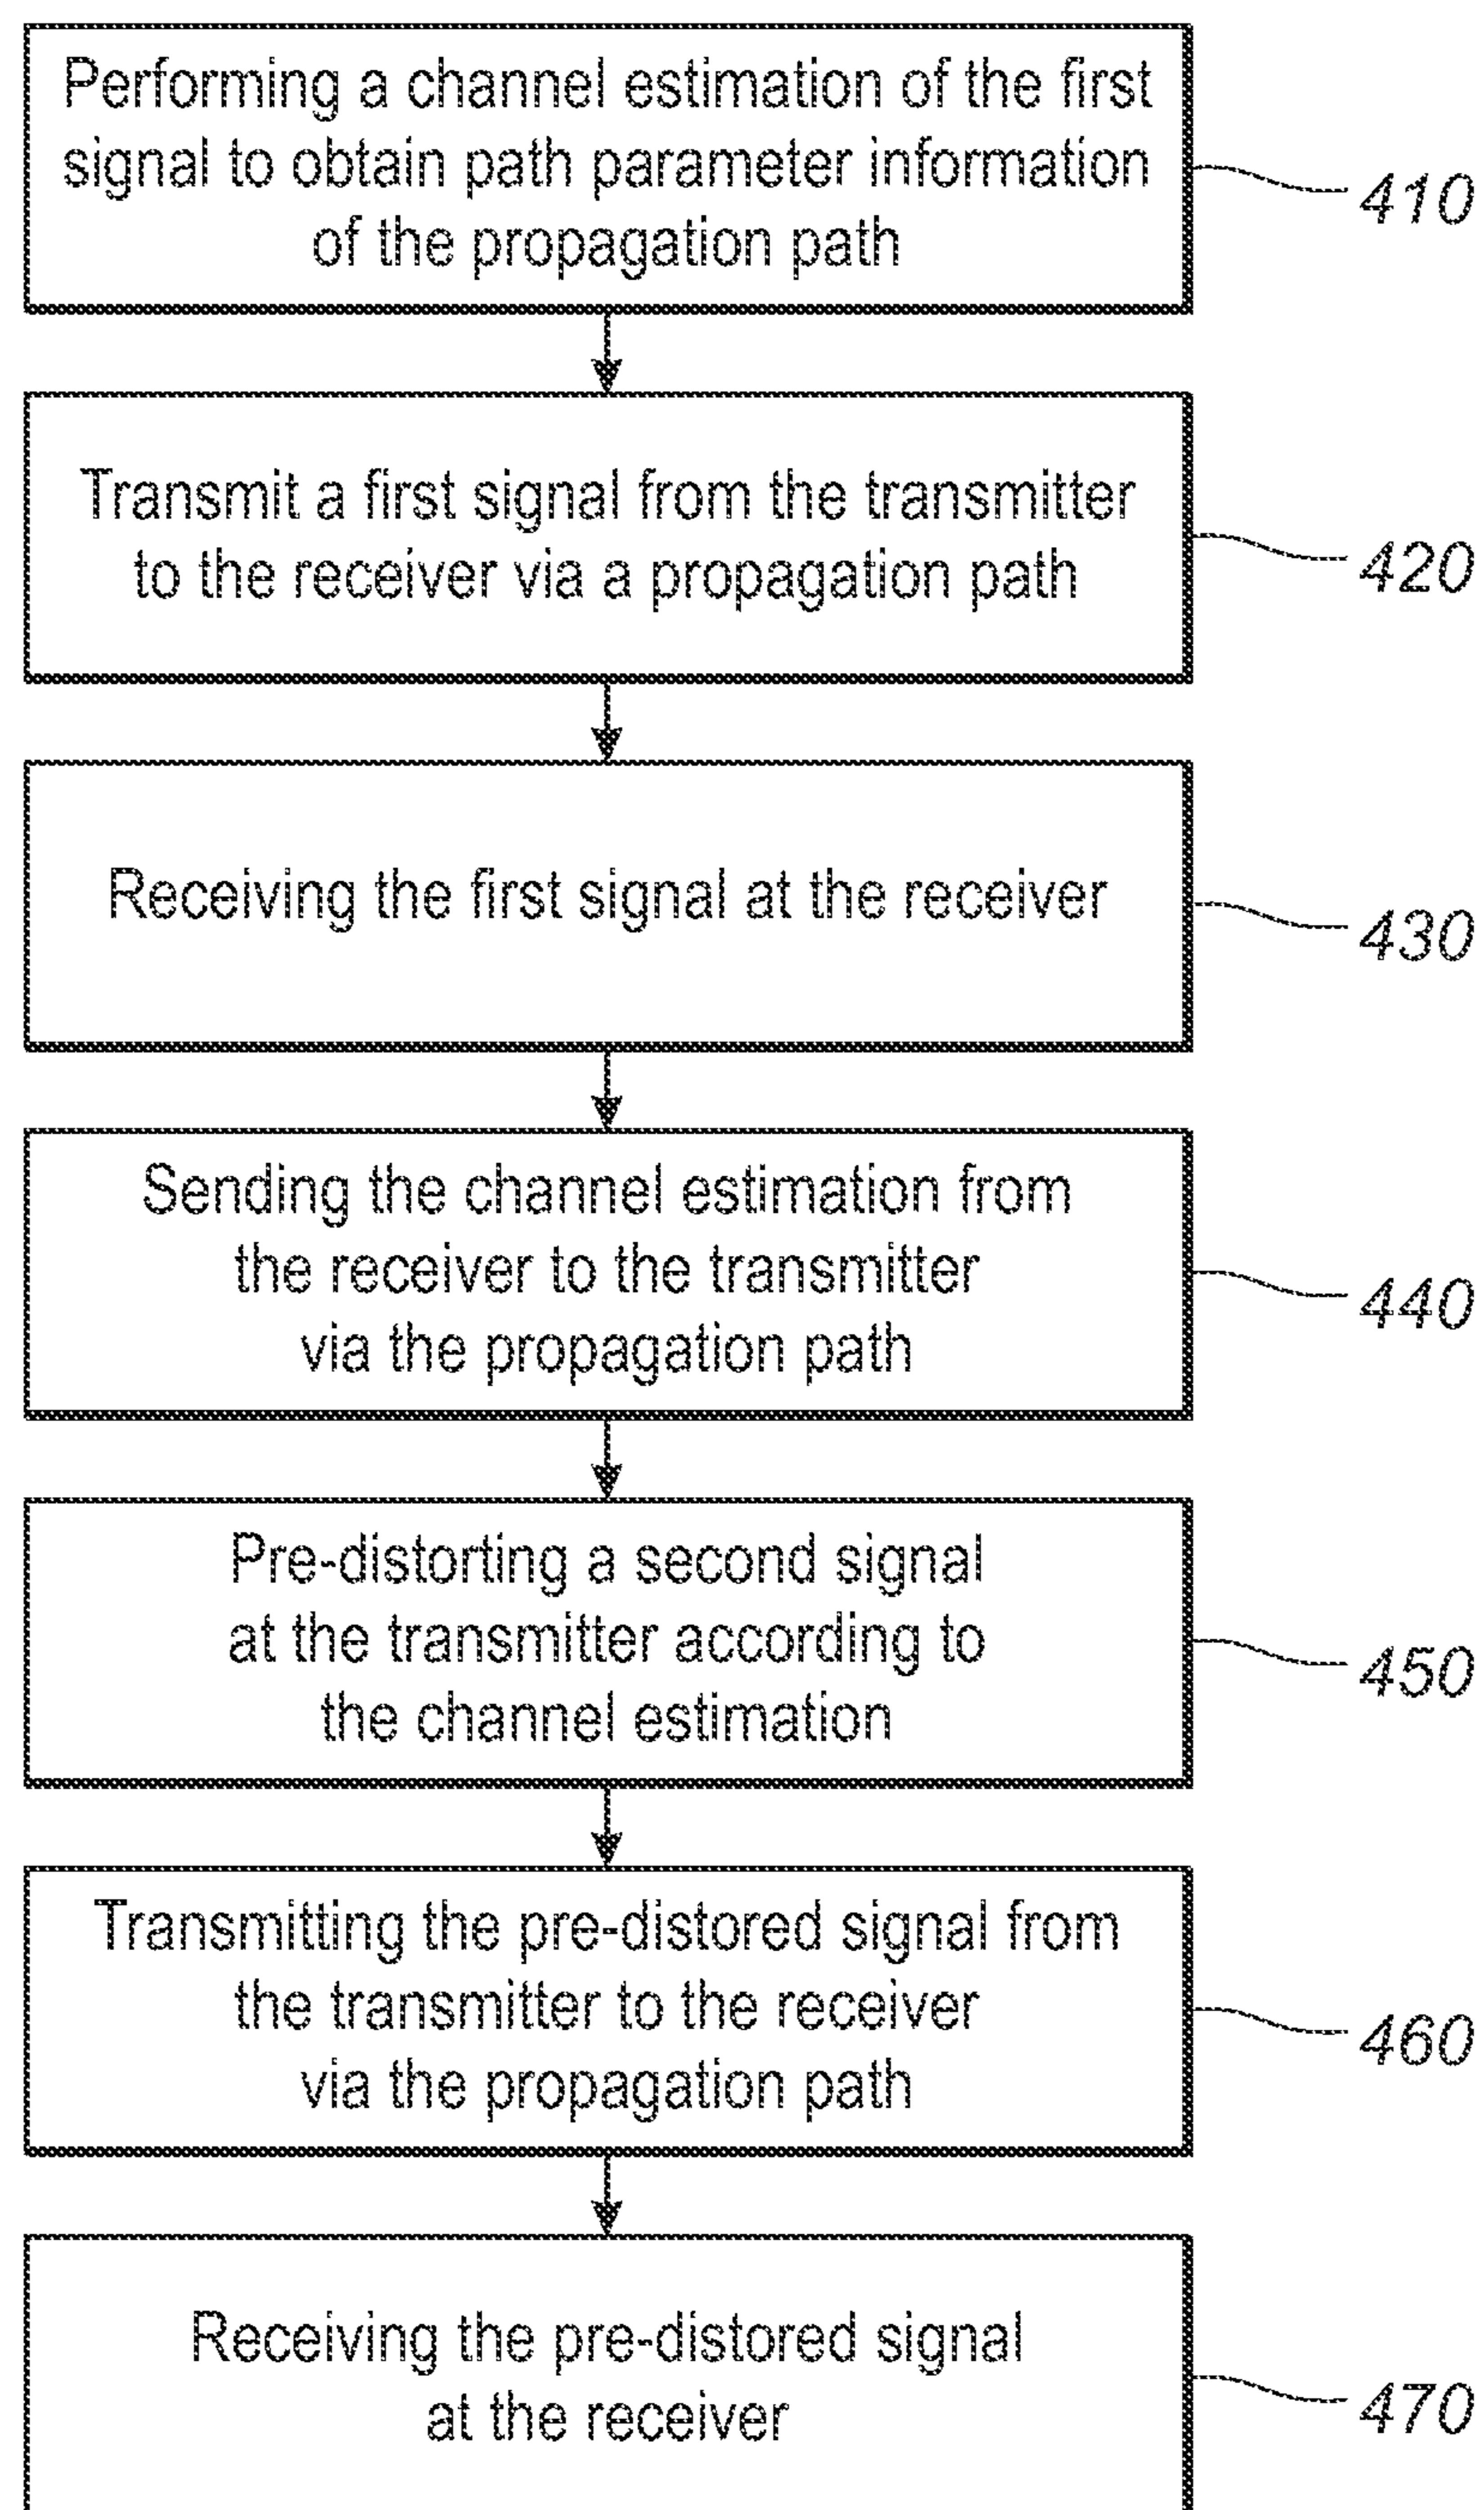 Performing a channel estimation of the first
signal to obtain path parameter information
of the propagation path
410
Transmit a first signal from the transmitter
to the receiver via a propagation path
420
Receiving the first signal at the receiver
430
Sending the channel estimation from
the receiver to the transmitter
via the propagation path
440
Pre-distorting a second signal
at the transmitter according to
the channel estimation
450
Transmitting the pre-distored signal from
the transmitter to the receiver
via the propagation path
460
Receiving the pre-distored signal
at the receiver
470